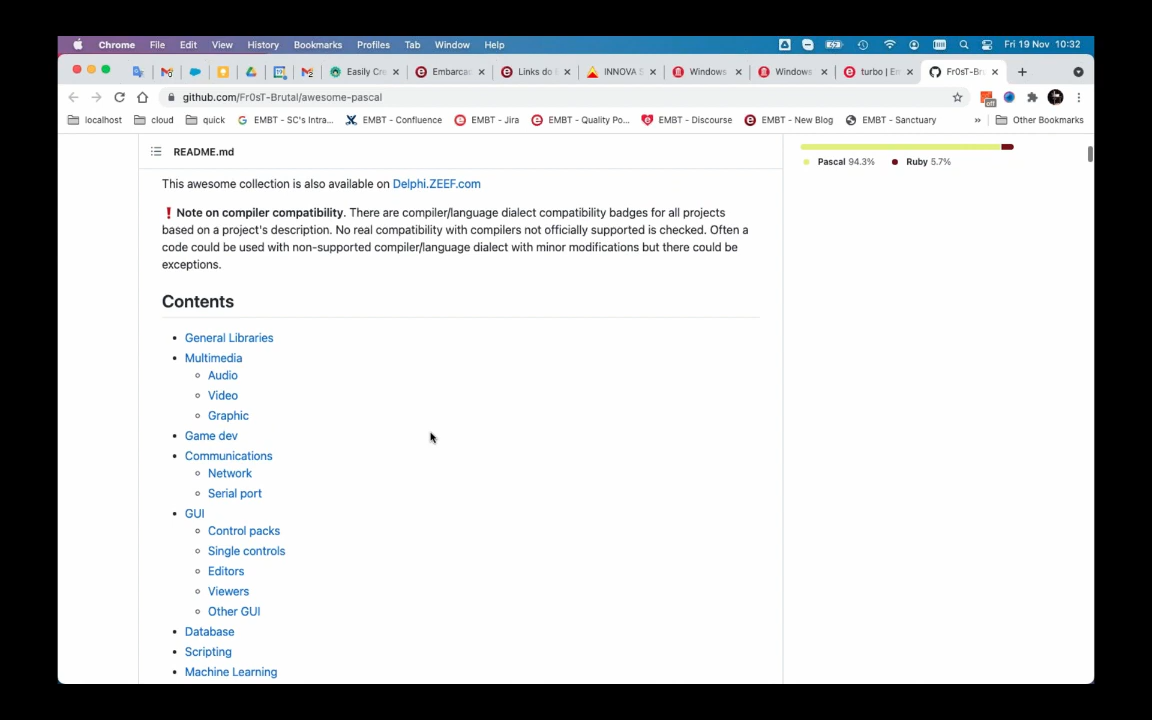 Chrome File Edit View History Bookmarks Profiles Tab Window Help Fri 19 Nov 10:32
Easily Cre Embarcad Links do INNOVA S Windows Windows turbo | Em Fr0sT-Bru
github.com/Fr0sT-Brutal/awesome-pascal
localhost cloud quick EMBT - SC's Intra... EMBT - Confluence EMBT - Jira EMBT - Quality Po... EMBT - Discourse EMBT - New Blog EMBT - Sanctuary » Other Bookmarks
README.md
Pascal 94.3% Ruby 5.7%
This awesome collection is also available on Delphi.ZEEF.com
❗ Note on compiler compatibility. There are compiler/language dialect compatibility badges for all projects
based on a project's description. No real compatibility with compilers not officially supported is checked. Often a
code could be used with non-supported compiler/language dialect with minor modifications but there could be
exceptions.
Contents
• General Libraries
• Multimedia
◦ Audio
◦ Video
◦ Graphic
• Game dev
• Communications
◦ Network
◦ Serial port
• GUI
◦ Control packs
◦ Single controls
◦ Editors
◦ Viewers
◦ Other GUI
• Database
• Scripting
• Machine Learning